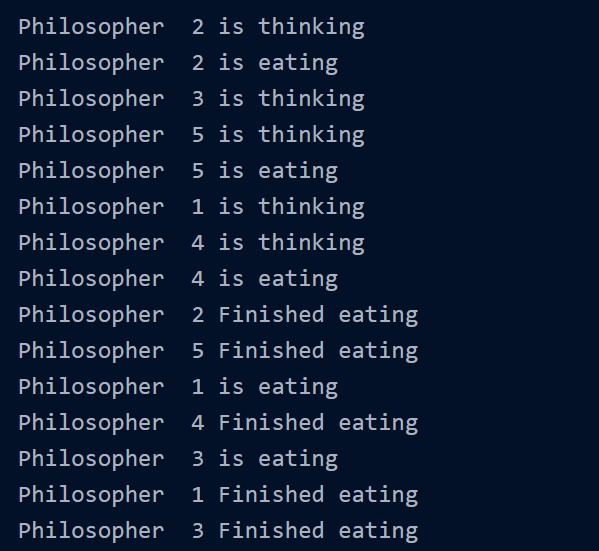 Philosopher  2 is thinking
Philosopher  2 is eating
Philosopher  3 is thinking
Philosopher  5 is thinking
Philosopher  5 is eating
Philosopher  1 is thinking
Philosopher  4 is thinking
Philosopher  4 is eating
Philosopher  2 Finished eating
Philosopher  5 Finished eating
Philosopher  1 is eating
Philosopher  4 Finished eating
Philosopher  3 is eating
Philosopher  1 Finished eating
Philosopher  3 Finished eating